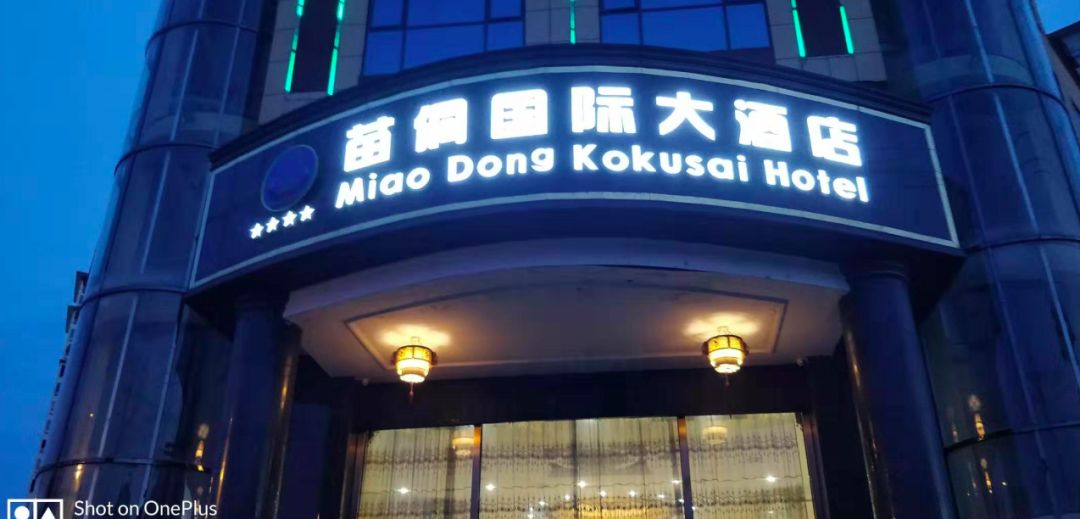 苗侗国际大酒店
Miao Dong Kokusai Hotel
Shot on OnePlus